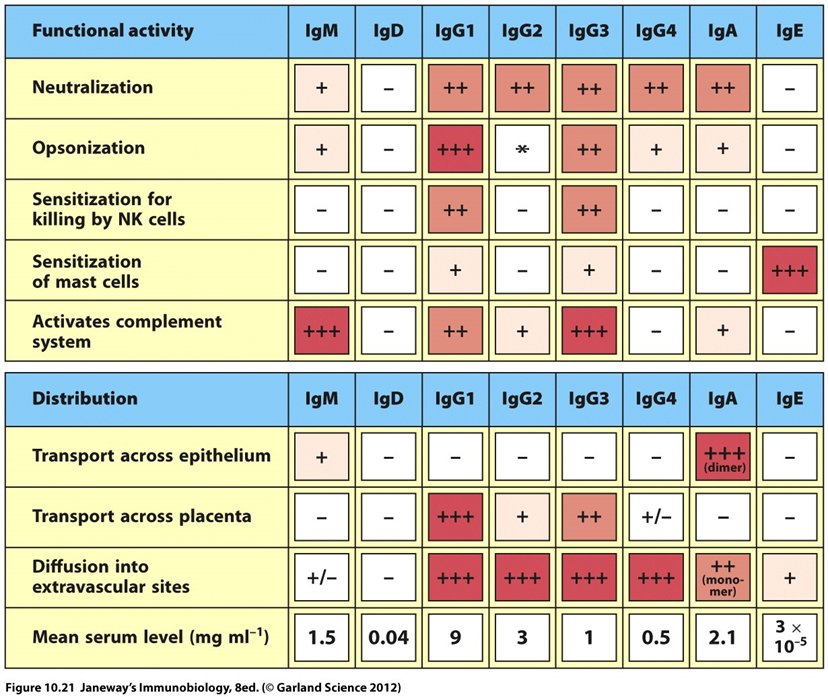 Functional activity IgM IgD IgG1 IgG2 IgG3 IgG4 IgA IgE
Neutralization + – ++ ++ ++ ++ ++ –
Opsonization + – +++ * ++ + + –
Sensitization for
killing by NK cells – – ++ – ++ – – –
Sensitization
of mast cells – – + – + – – +++
Activates complement
system +++ – ++ + +++ – + –
Distribution IgM IgD IgG1 IgG2 IgG3 IgG4 IgA IgE
Transport across epithelium + – – – – – +++ (dimer) –
Transport across placenta – – +++ + ++ +/– – –
Diffusion into
extravascular sites +/– – +++ +++ +++ +++ ++ (mono-
mer) +
Mean serum level (mg ml⁻¹) 1.5 0.04 9 3 1 0.5 2.1 3 ×
10⁻⁵
Figure 10.21 Janeway's Immunobiology, 8ed. (© Garland Science 2012)